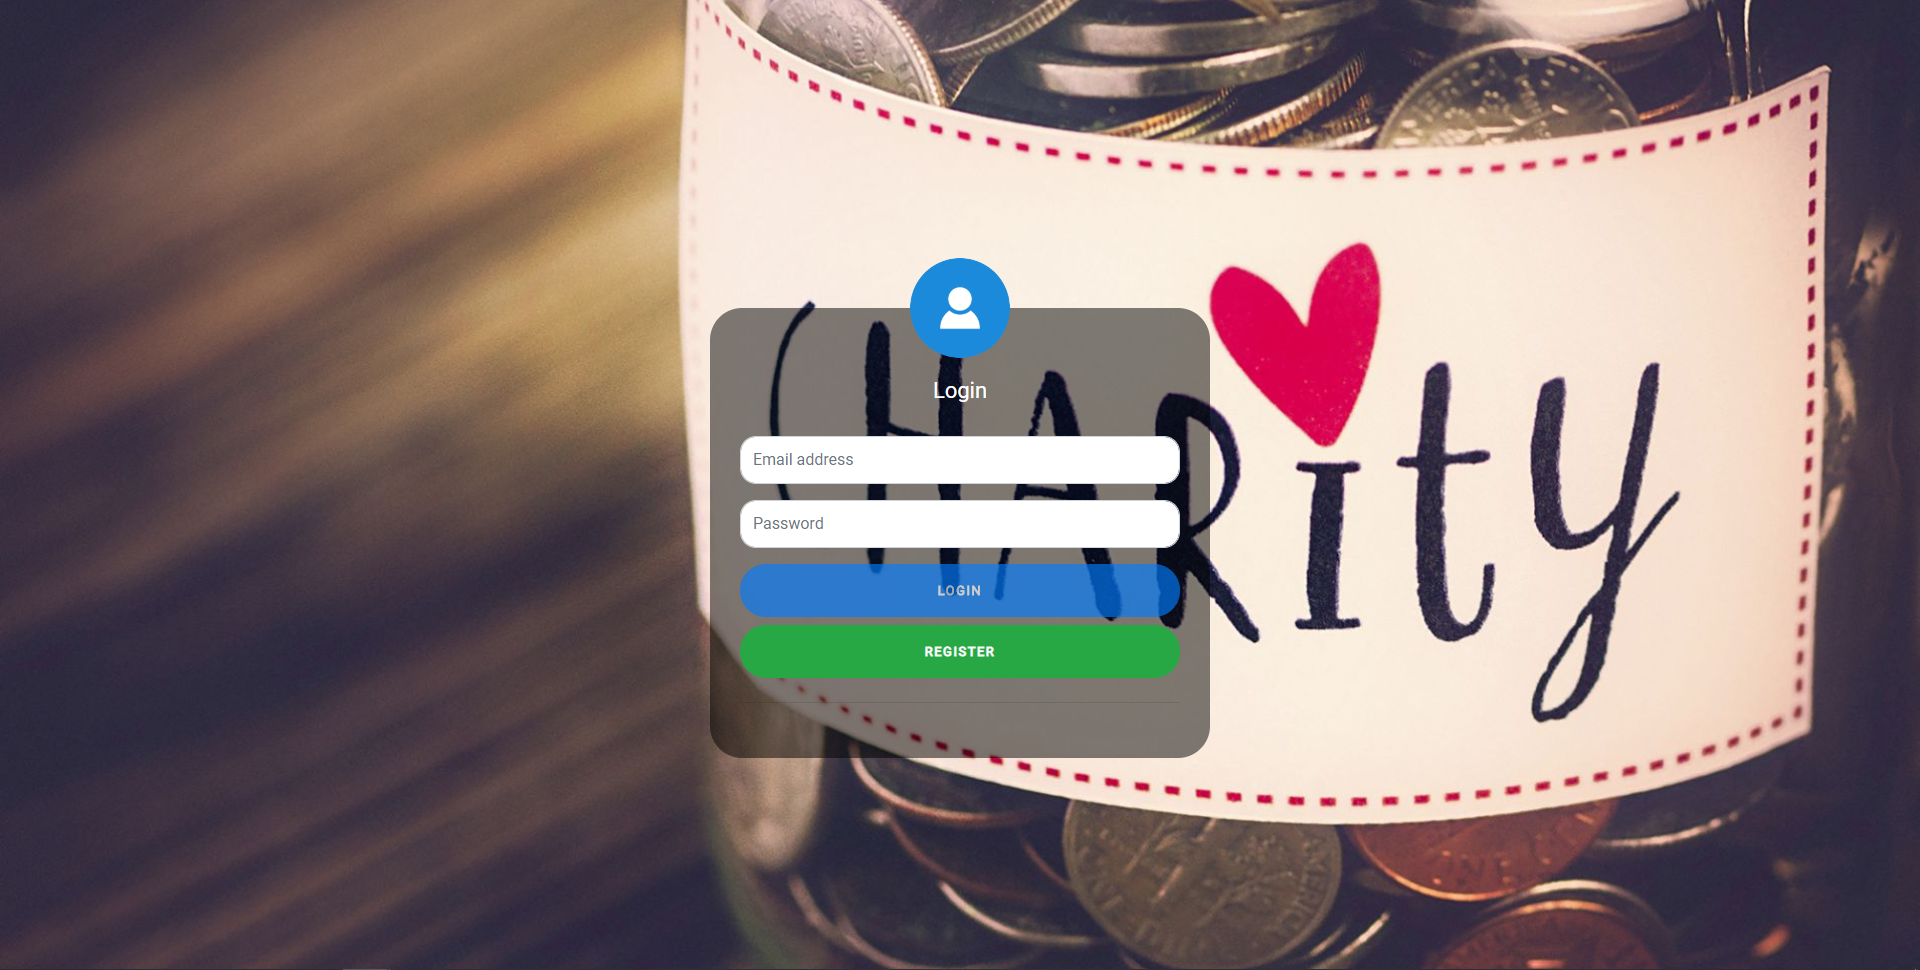 CHARITY
Login
Email address
Password
LOGIN
REGISTER